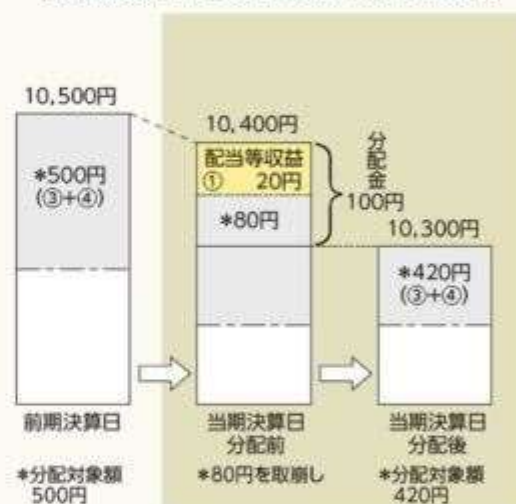 10,500円
*500円
(③+④)
前期決算日
*分配対象額
500円
10,400円
配当等収益
① 20円
*80円
分配金
100円
当期決算日
分配前
*80円を取崩し
10,300円
*420円
(③+④)
当期決算日
分配後
*分配対象額
420円